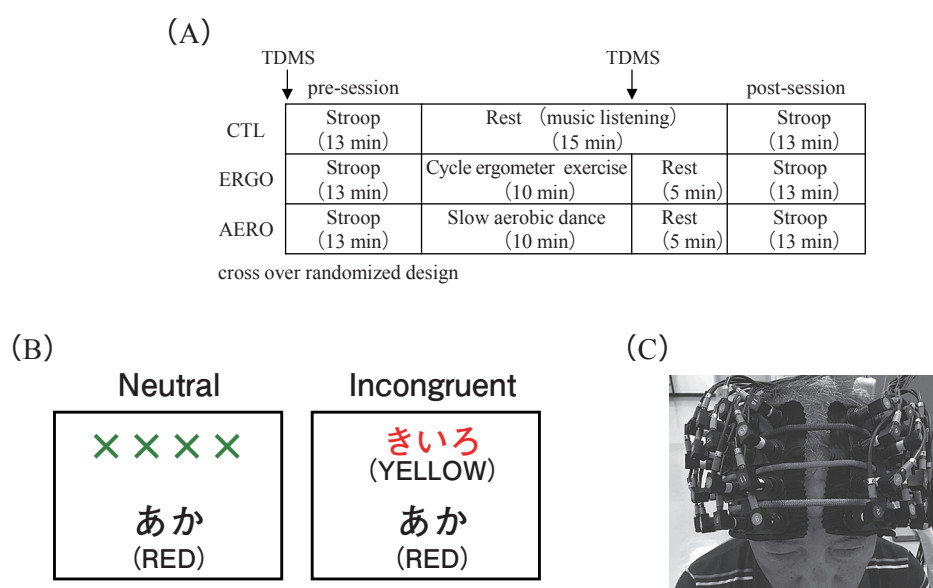 (A)
TDMS TDMS
pre-session post-session
CTL Stroop (13 min) Rest (music listening) (15 min) Stroop (13 min)
ERGO Stroop (13 min) Cycle ergometer exercise (10 min) Rest (5 min) Stroop (13 min)
AERO Stroop (13 min) Slow aerobic dance (10 min) Rest (5 min) Stroop (13 min)
cross over randomized design
(B)
Neutral
××××
あか
(RED)
Incongruent
きいろ
(YELLOW)
あか
(RED)
(C)